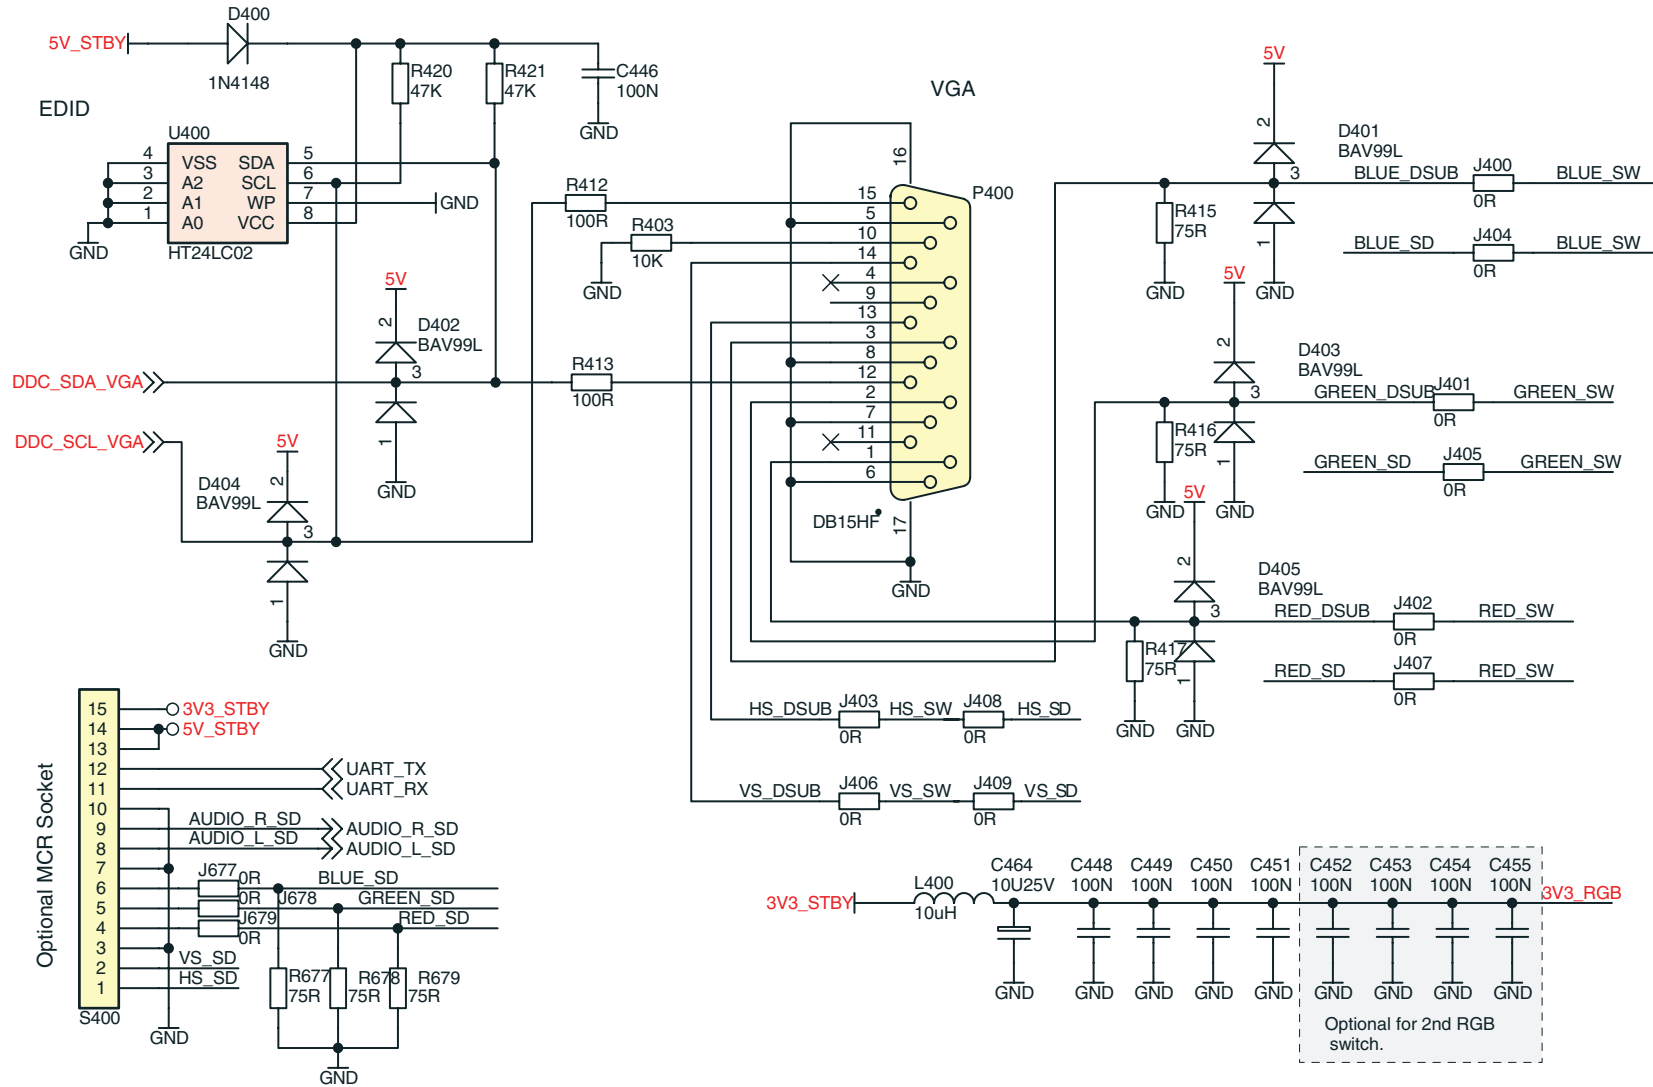 D400
5V_STBY
1N4148
R420
47K
R421
47K
C446
100N
GND
EDID
U400
4 VSS SDA 5
3 A2 SCL 6
2 A1 WP 7
1 A0 VCC 8
GND
GND
HT24LC02
5V
2
D402
BAV99L
3
1
GND
DDC_SDA_VGA
DDC_SCL_VGA
5V
2
D404
BAV99L
3
1
GND
R412
100R
R403
10K
GND
R413
100R
VGA
16
P400
15
5
10
14
4
9
13
3
8
12
2
7
11
1
6
DB15HF
17
GND
5V
2
D401
BAV99L
3
1
R415
75R
GND
GND
BLUE_DSUB
J400
0R
BLUE_SW
BLUE_SD
J404
0R
BLUE_SW
5V
2
D403
BAV99L
3
1
R416
75R
GND
GND
GREEN_DSUB
J401
0R
GREEN_SW
GREEN_SD
J405
0R
GREEN_SW
5V
2
D405
BAV99L
3
1
R417
75R
GND
GND
RED_DSUB
J402
0R
RED_SW
RED_SD
J407
0R
RED_SW
HS_DSUB
J403
0R
HS_SW
J408
0R
HS_SD
VS_DSUB
J406
0R
VS_SW
J409
0R
VS_SD
Optional MCR Socket
15 3V3_STBY
14 5V_STBY
13
12 UART_TX
11 UART_RX
10
9 AUDIO_R_SD AUDIO_R_SD
8 AUDIO_L_SD AUDIO_L_SD
7
6 J677 0R BLUE_SD
5 0R J678 GREEN_SD
4 J679 0R RED_SD
3
2 VS_SD
1 HS_SD
S400
GND
R677
75R
R678
75R
R679
75R
GND
3V3_STBY
L400
10uH
C464
10U25V
C448
100N
C449
100N
C450
100N
C451
100N
C452
100N
C453
100N
C454
100N
C455
100N
3V3_RGB
GND GND GND GND GND GND GND GND GND
Optional for 2nd RGB
switch.